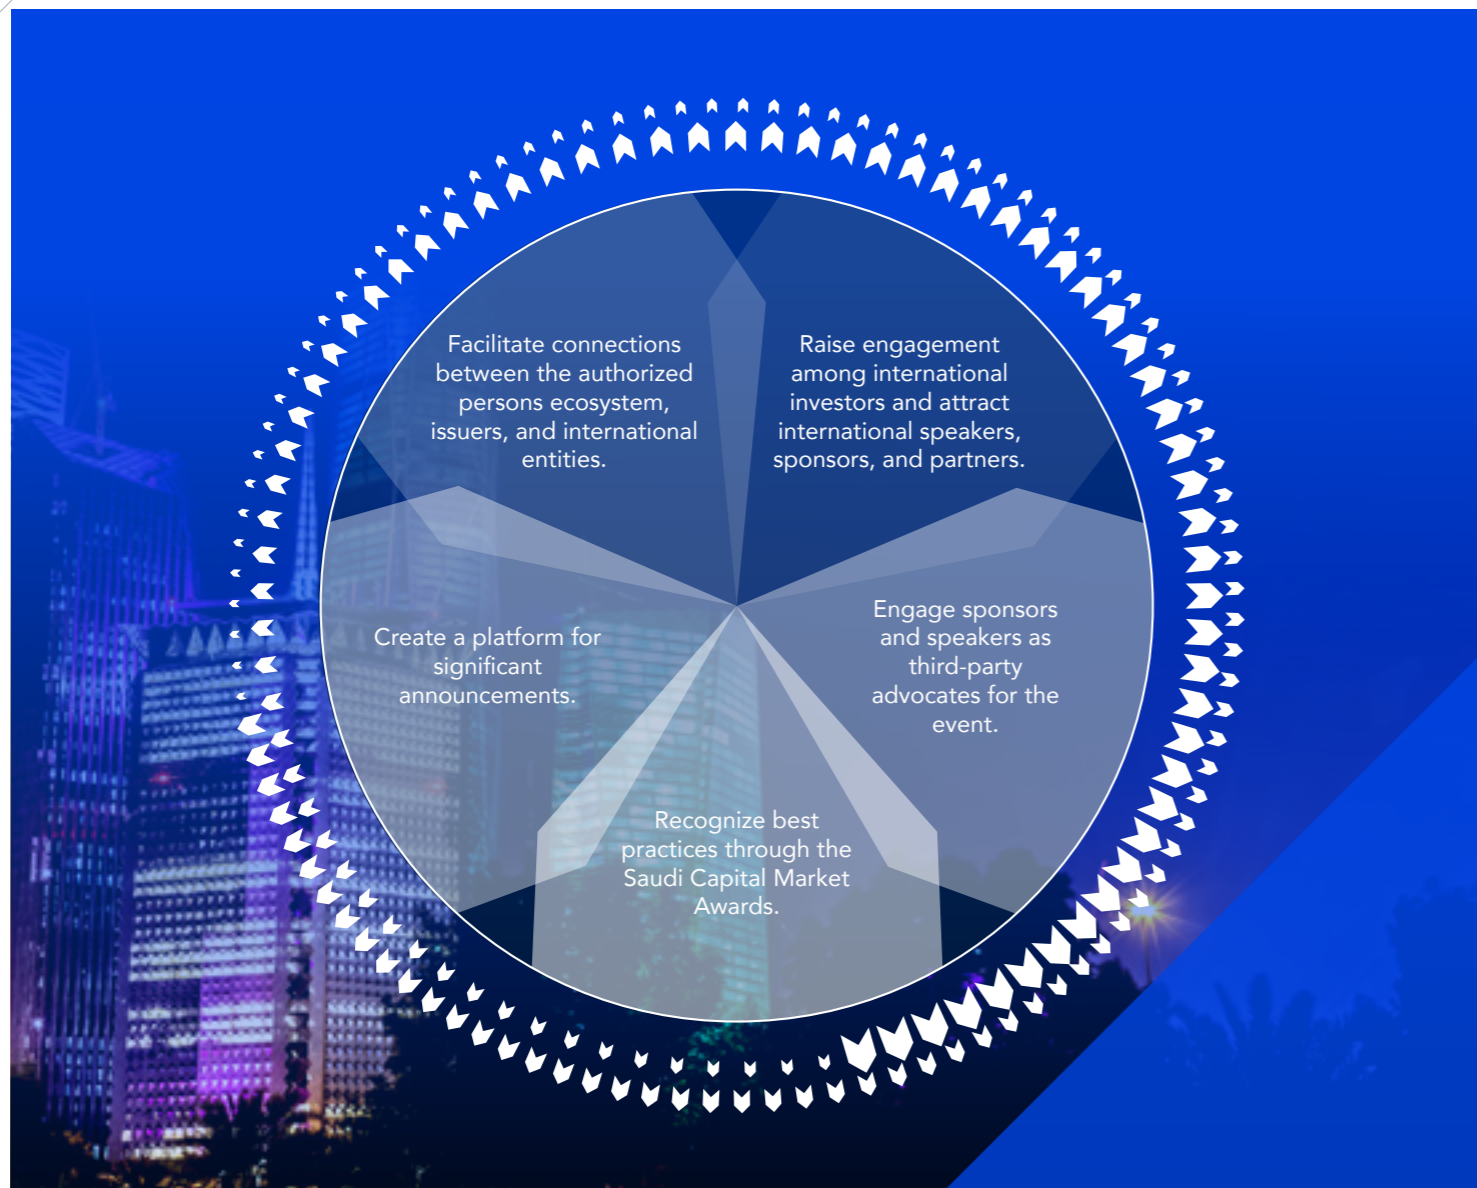 Facilitate connections
between the authorized
persons ecosystem,
issuers, and international
entities.
Raise engagement
among international
investors and attract
international speakers,
sponsors, and partners.
Create a platform for
significant
announcements.
Engage sponsors
and speakers as
third-party
advocates for the
event.
Recognize best
practices through the
Saudi Capital Market
Awards.